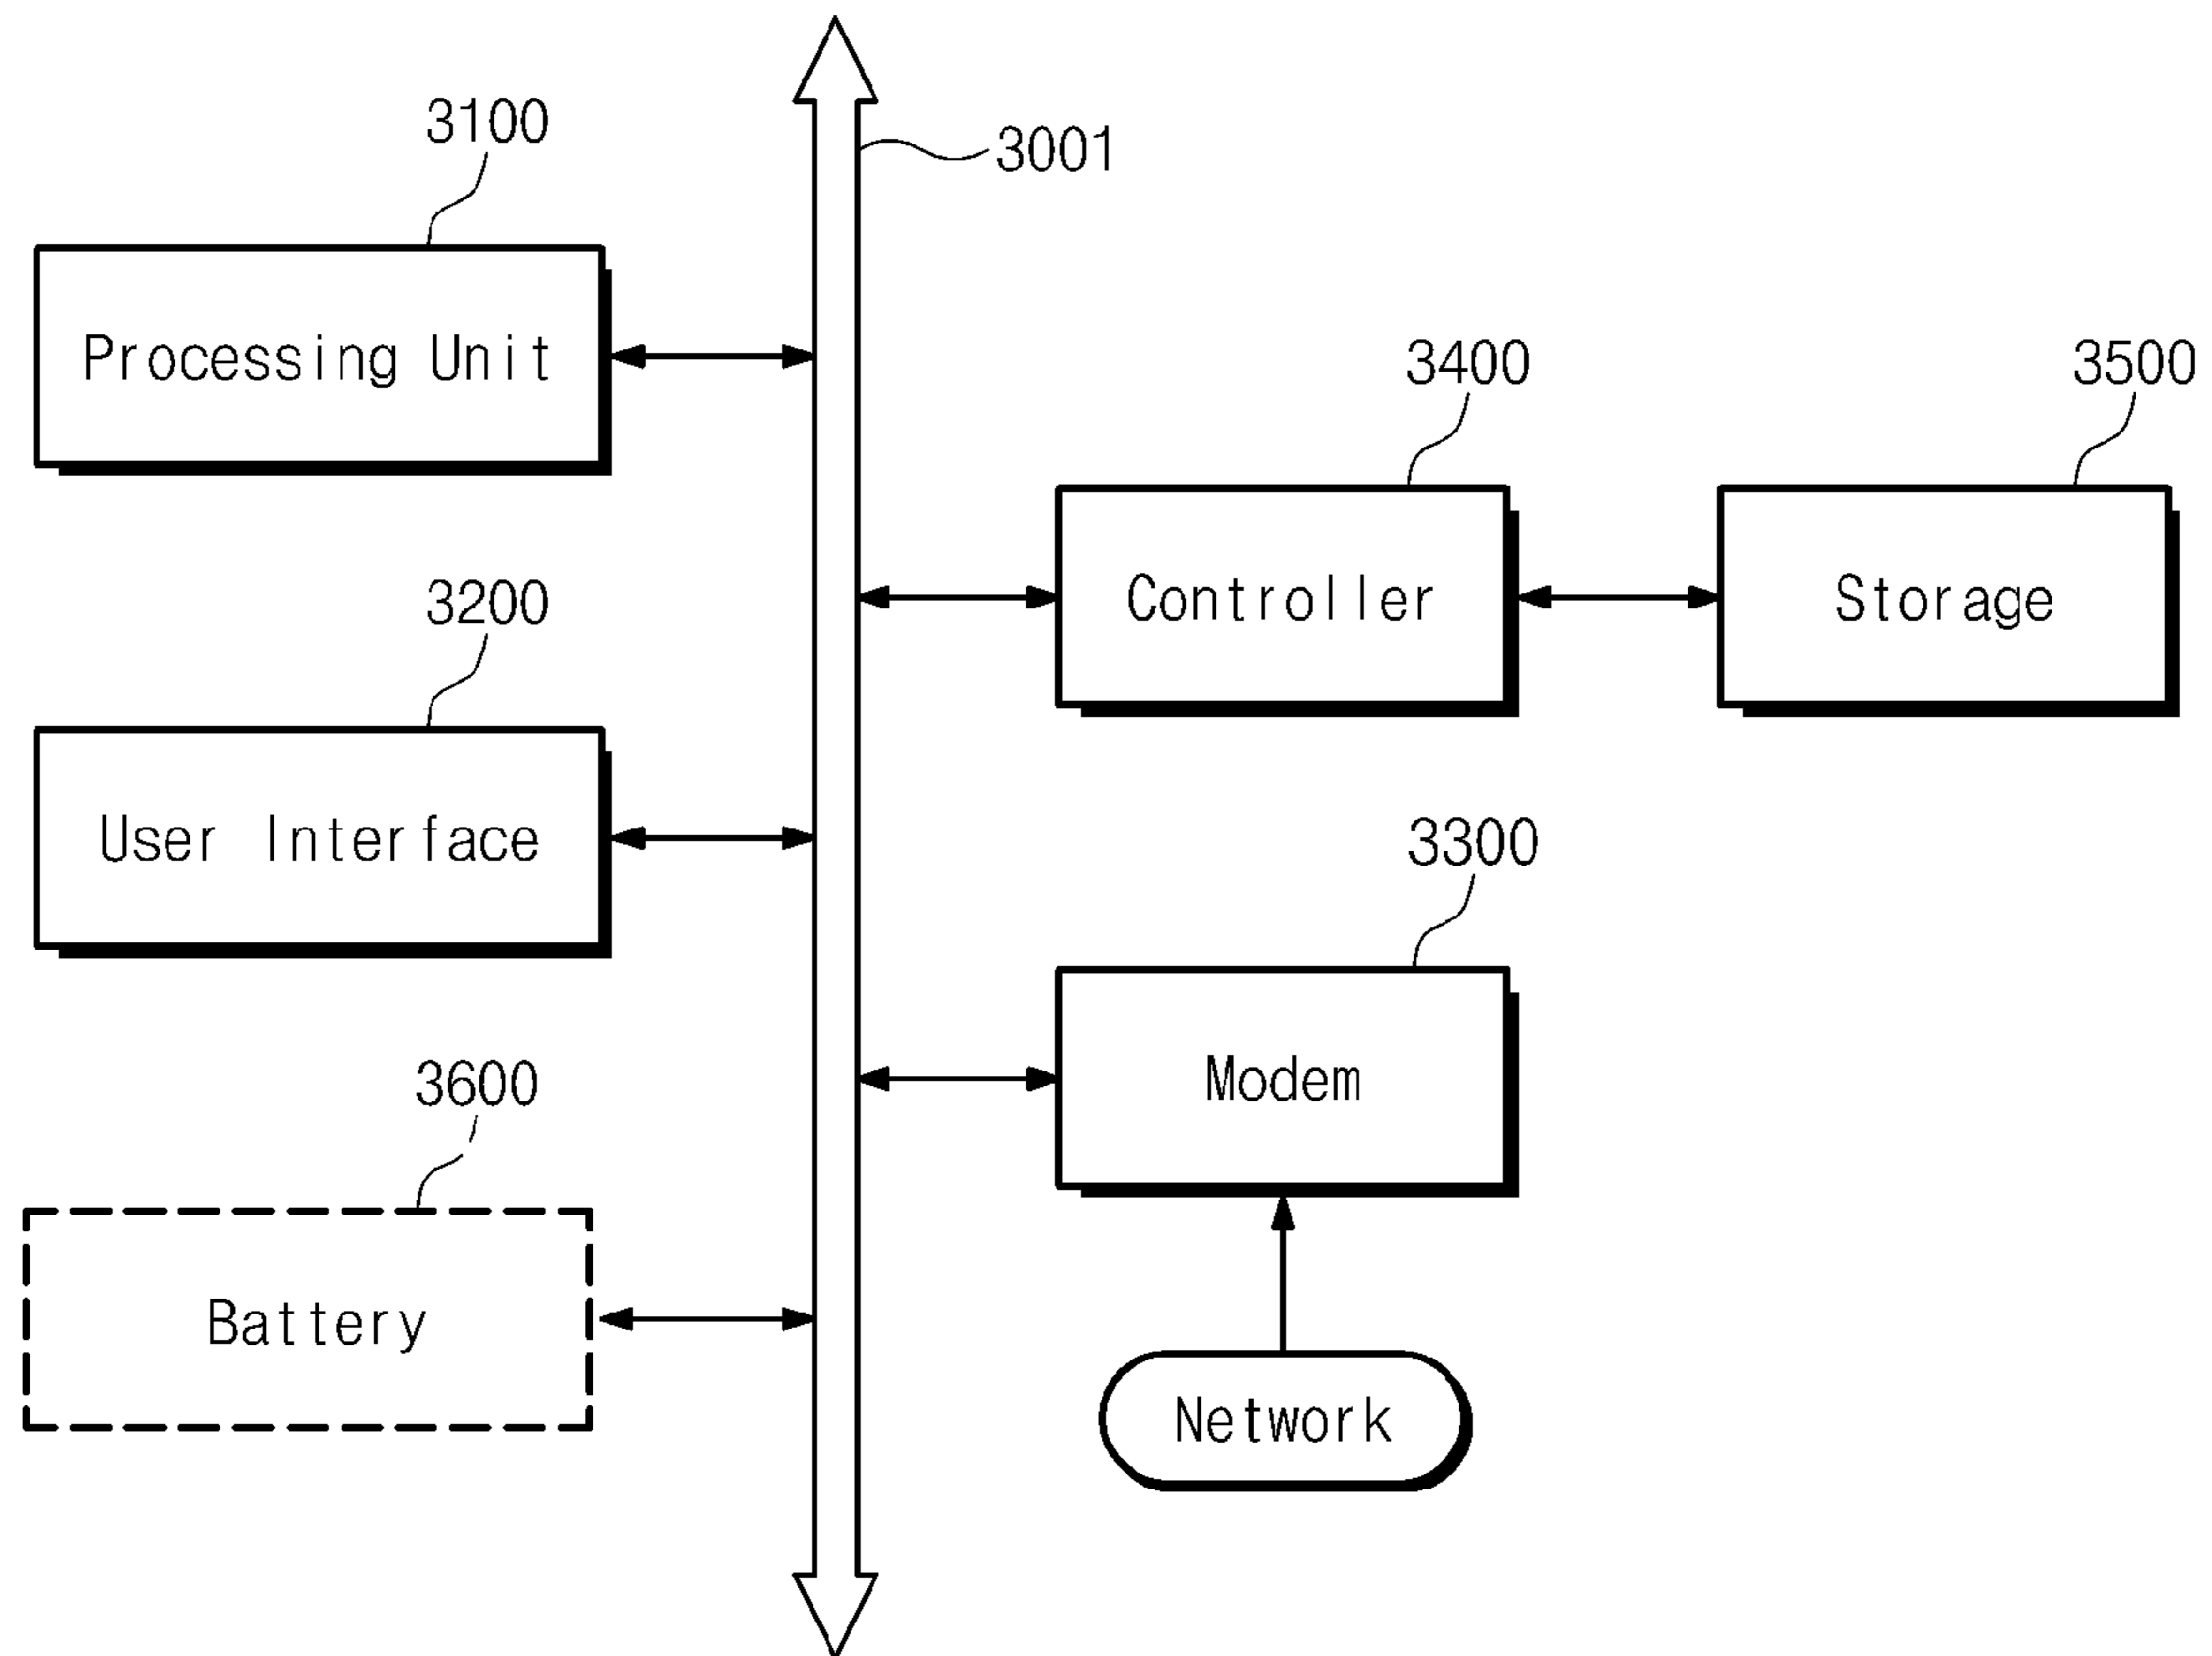 3100
3001
Processing Unit
3400
3500
Controller
Storage
3200
User Interface
3300
Modem
3600
Battery
Network